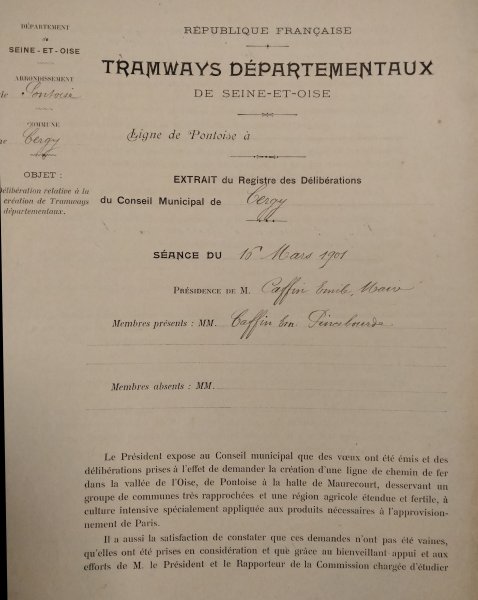 DÉPARTEMENT
de
SEINE-ET-OISE
ARRONDISSEMENT
de Pontoise
COMMUNE
de Cergy
OBJET :
Délibération relative à la
création de Tramways
départementaux.
RÉPUBLIQUE FRANÇAISE
TRAMWAYS DÉPARTEMENTAUX
DE SEINE-ET-OISE
Ligne de Pontoise à
EXTRAIT du Registre des Délibérations
du Conseil Municipal de Cergy
SÉANCE DU 16 Mars 1901
PRÉSIDENCE DE M. Caffin Emile, Maire
Membres présents : MM. Caffin Em.
Membres absents : MM.
Le Président expose au Conseil municipal que des vœux ont été émis et des
délibérations prises à l'effet de demander la création d'une ligne de chemin de fer
dans la vallée de l'Oise, de Pontoise à la halte de Maurecourt, desservant un
groupe de communes très rapprochées et une région agricole étendue et fertile, à
culture intensive spécialement appliquée aux produits nécessaires à l'approvision-
nement de Paris.
Il a aussi la satisfaction de constater que ces demandes n'ont pas été vaines,
qu'elles ont été prises en considération et que grâce au bienveillant appui et aux
efforts de M. le Président et le Rapporteur de la Commission chargée d'étudier